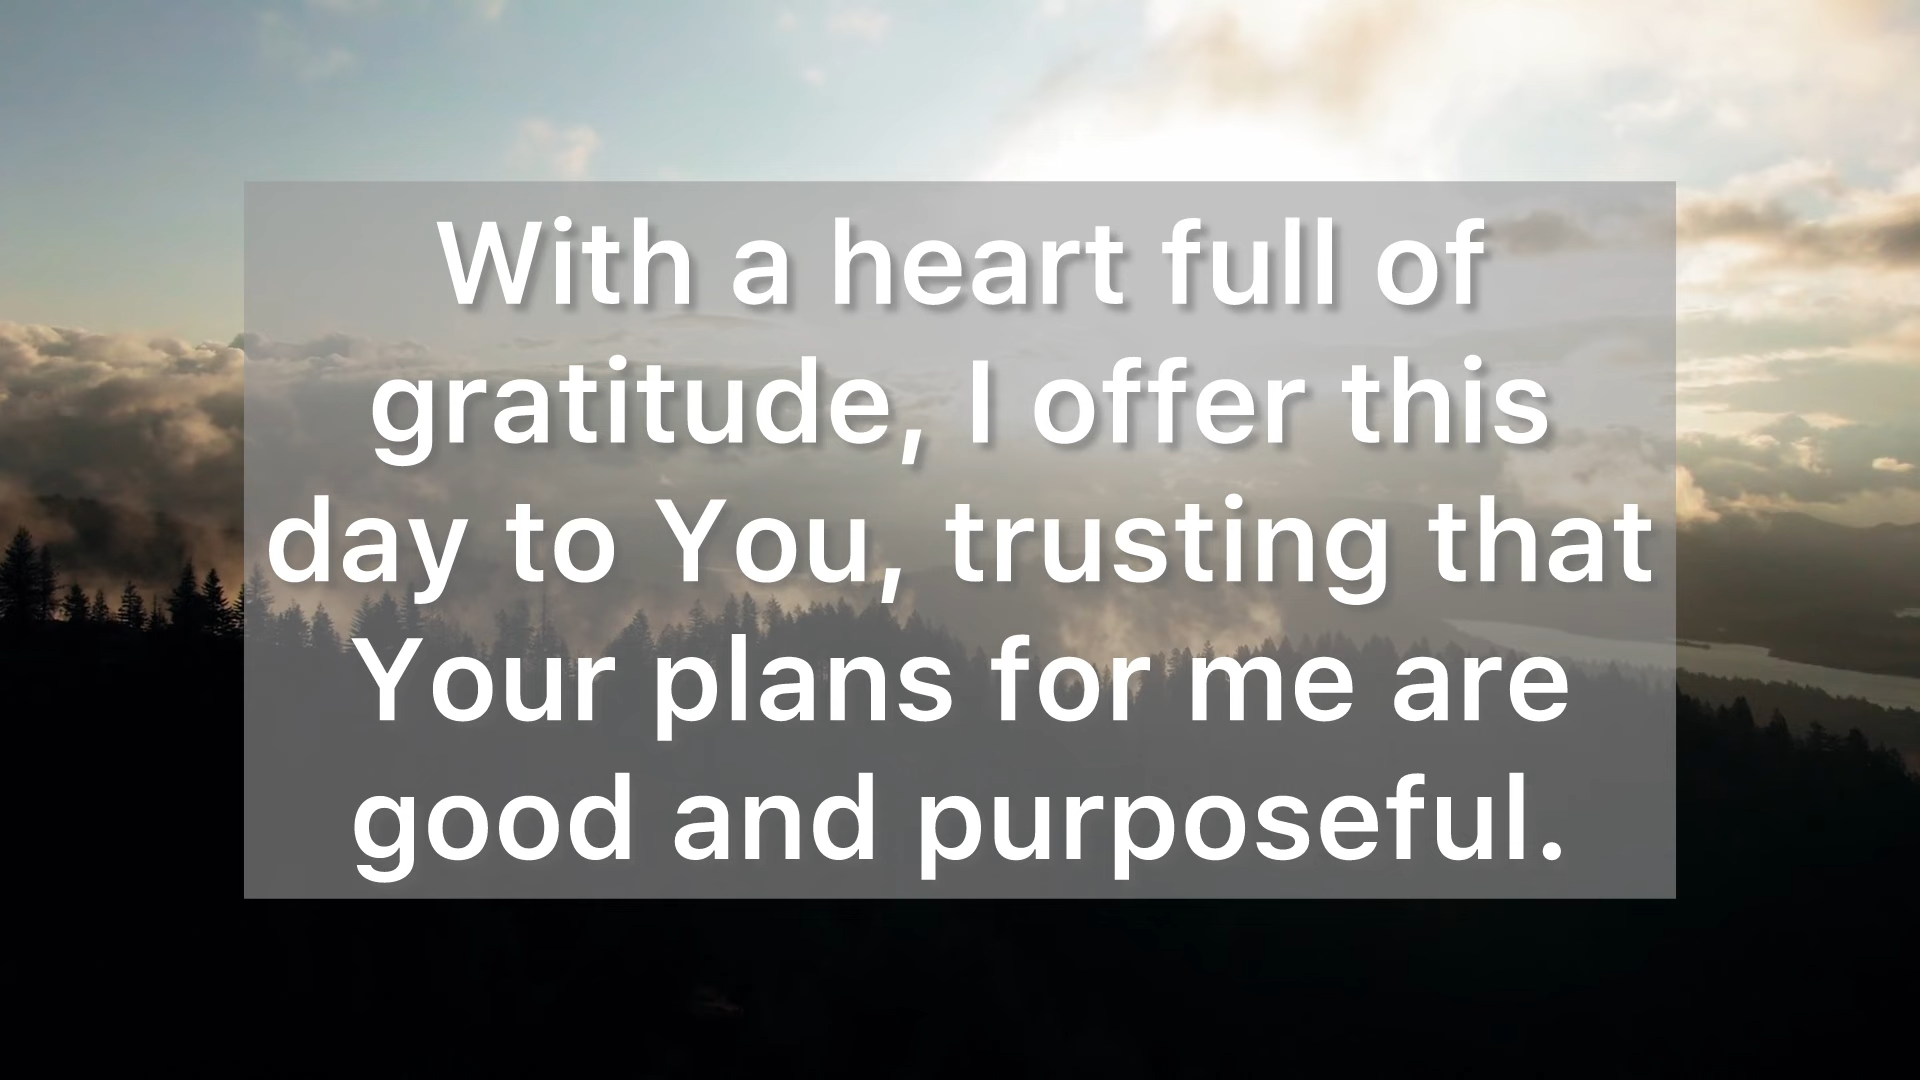 With a heart full of
gratitude, I offer this
day to You, trusting that
Your plans for me are
good and purposeful.